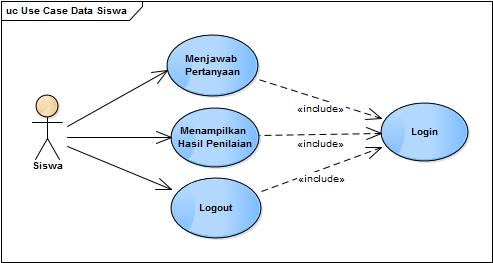 uc Use Case Data Siswa
Menjawab
Pertanyaan
«include»
Menampilkan
Hasil Penilaian
«include»
Login
Siswa
Logout
«include»